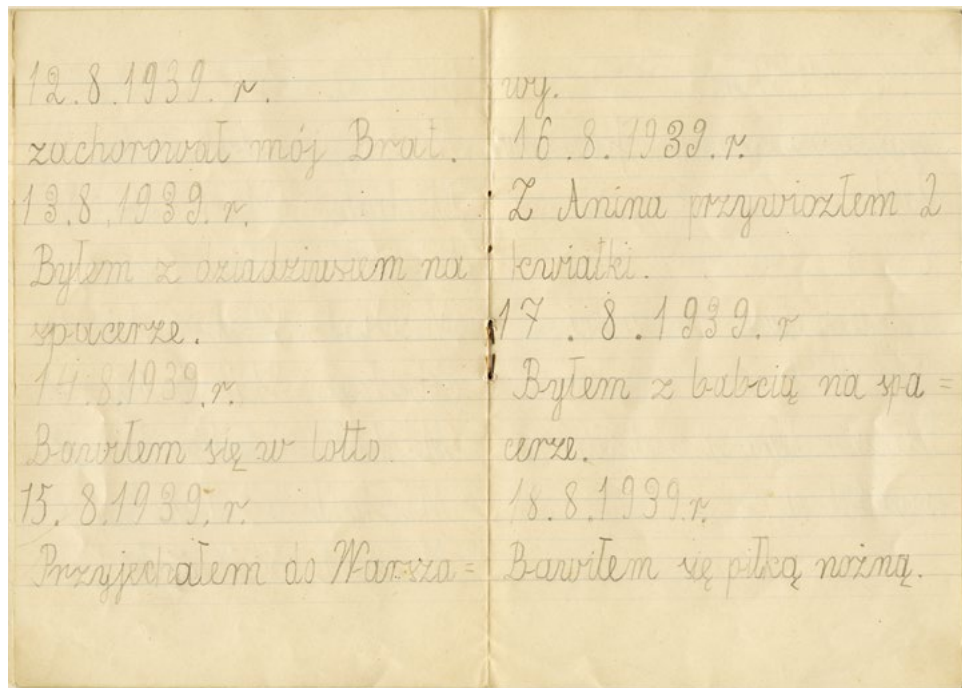 12.8.1939. r.
zachorował mój Brat.
13.8.1939. r.
Byłem z dziadziusiem na
spacerze.
14.8.1939. r.
Bawiłem się w lotto.
15.8.1939. r.
Przyjechałem do Warsza=
wy.
16.8.1939. r.
Z Anina przywiozłem 2
kwiatki.
17.8.1939. r
Byłem z babcią na spa=
cerze.
18.8.1939. r.
Bawiłem się piłką nożną.